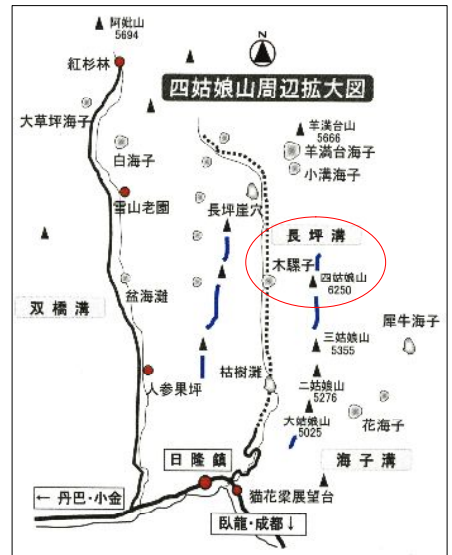 阿妣山
5694
N
紅杉林
四姑娘山周辺拡大図
大草坪海子
羊満台山
5666
羊満台海子
白海子
小溝海子
雪山老園
長坪崖穴
長坪溝
木騾子
四姑娘山
6250
盆海灘
双橋溝
犀牛海子
三姑娘山
5355
人参果坪
枯樹灘
二姑娘山
5276
大姑娘山
5025
花海子
日隆鎮
海子溝
← 丹巴・小金
猫花梁展望台
臥龍・成都↓